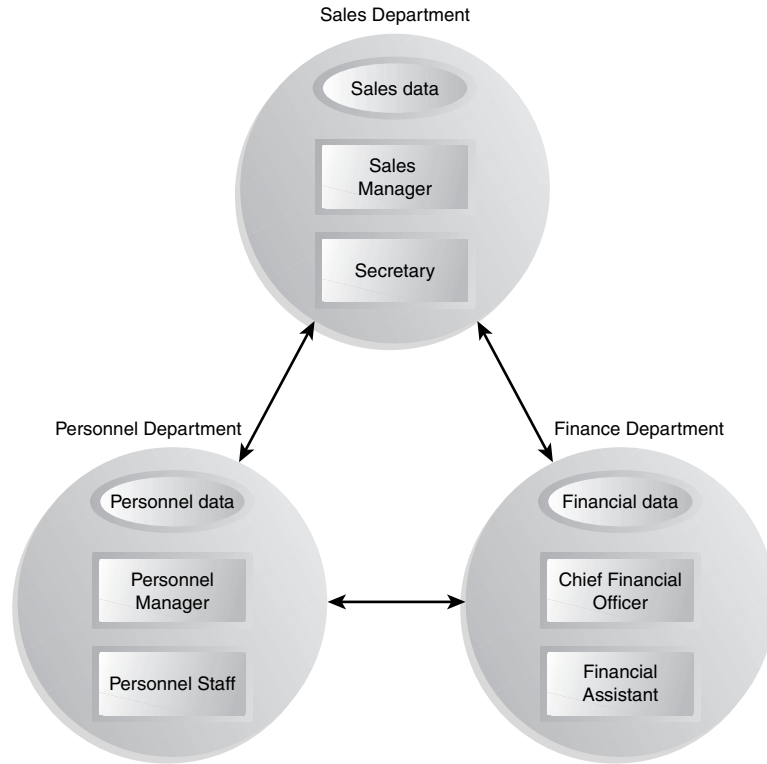 Sales Department
Sales data
Sales
Manager
Secretary
Personnel Department
Personnel data
Personnel
Manager
Personnel Staff
Finance Department
Financial data
Chief Financial
Officer
Financial
Assistant